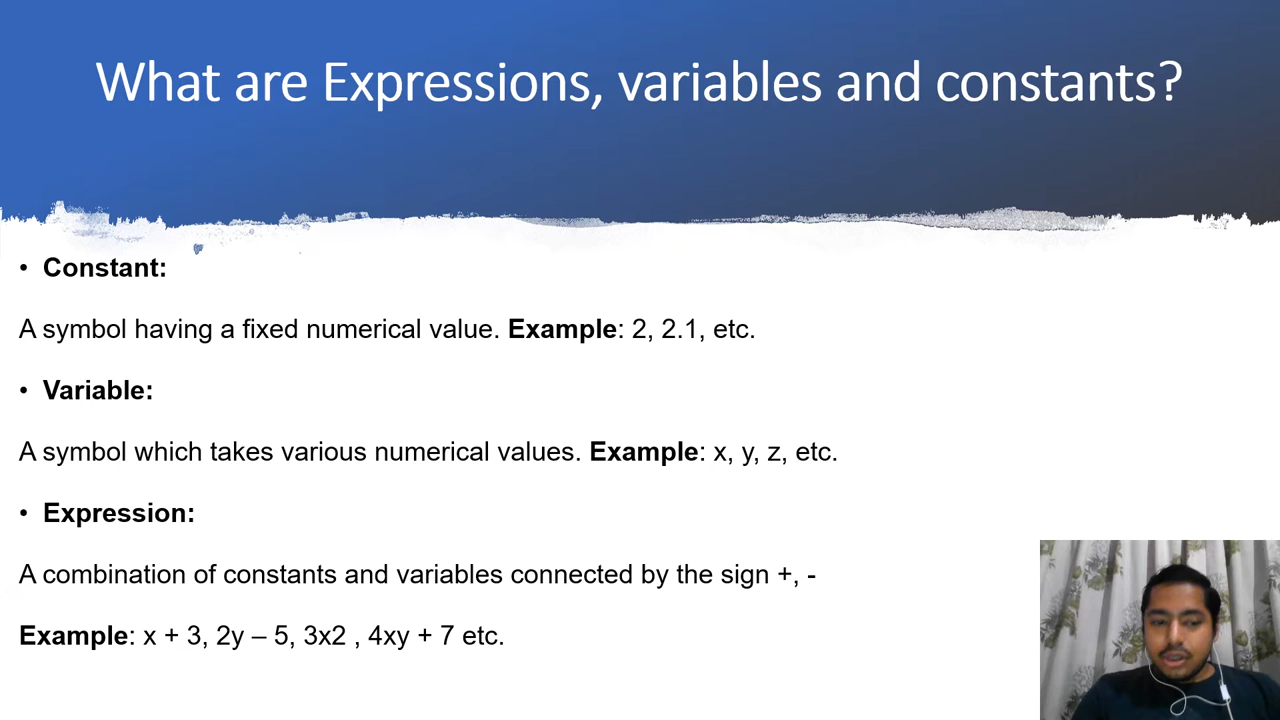 What are Expressions, variables and constants?
• Constant:
A symbol having a fixed numerical value. Example: 2, 2.1, etc.
• Variable:
A symbol which takes various numerical values. Example: x, y, z, etc.
• Expression:
A combination of constants and variables connected by the sign +, -
Example: x + 3, 2y – 5, 3x2 , 4xy + 7 etc.